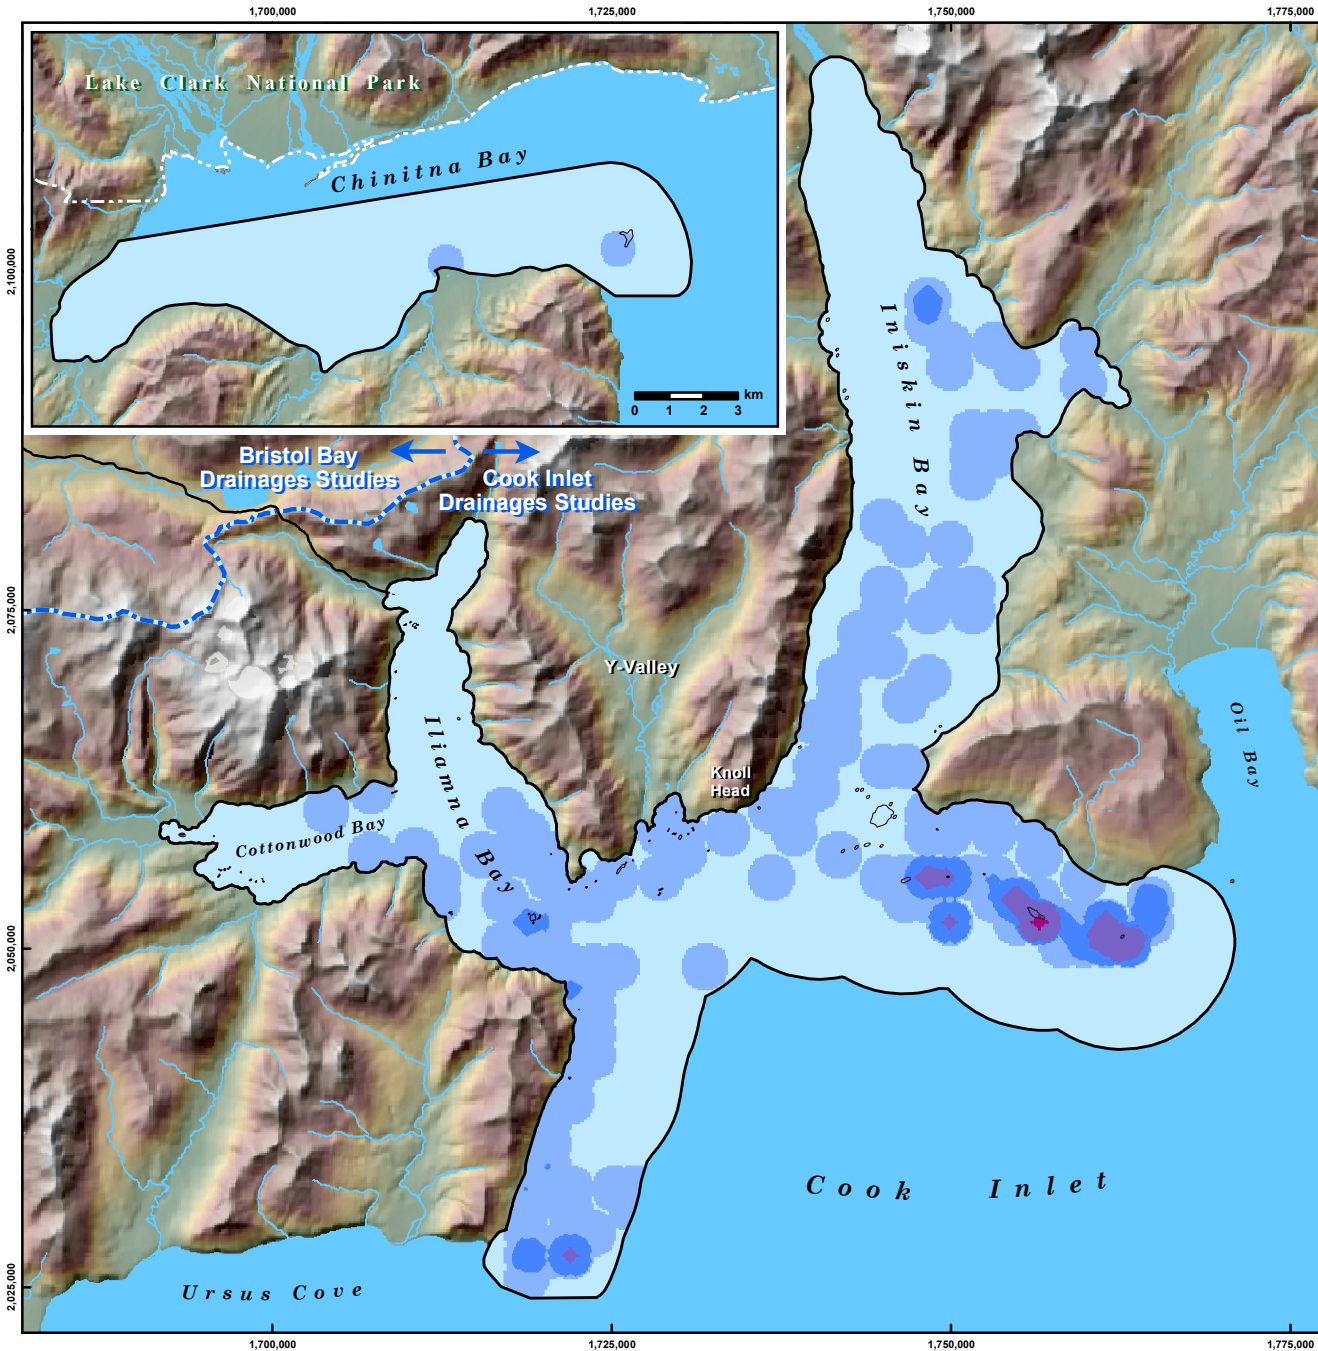 1,700,000
1,725,000
1,750,000
1,775,000
Lake Clark National Park
Chinitna Bay
km
0 1 2 3
2,100,000
Bristol Bay
Drainages Studies
Cook Inlet
Drainages Studies
Iniskin Bay
2,075,000
Y-Valley
Iliamna Bay
Oil Bay
Knoll
Head
Cottonwood Bay
2,050,000
Cook Inlet
Ursus Cove
2,025,000
1,700,000
1,725,000
1,750,000
1,775,000